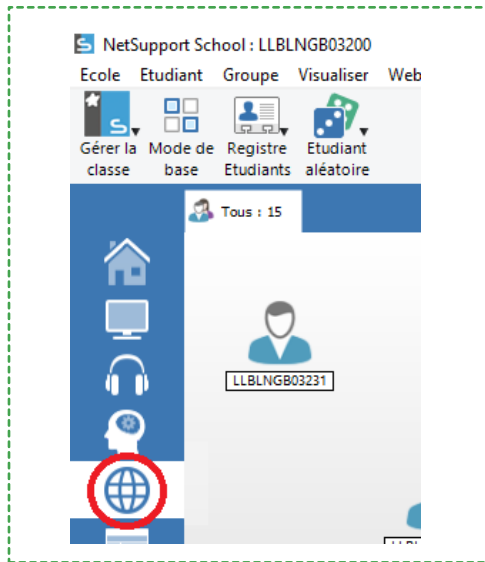 NetSupport School : LLBLNGB03200
Ecole Etudiant Groupe Visualiser Web
Gérer la classe
Mode de base
Registre Etudiants
Etudiant aléatoire
Tous : 15
LLBLNGB03231